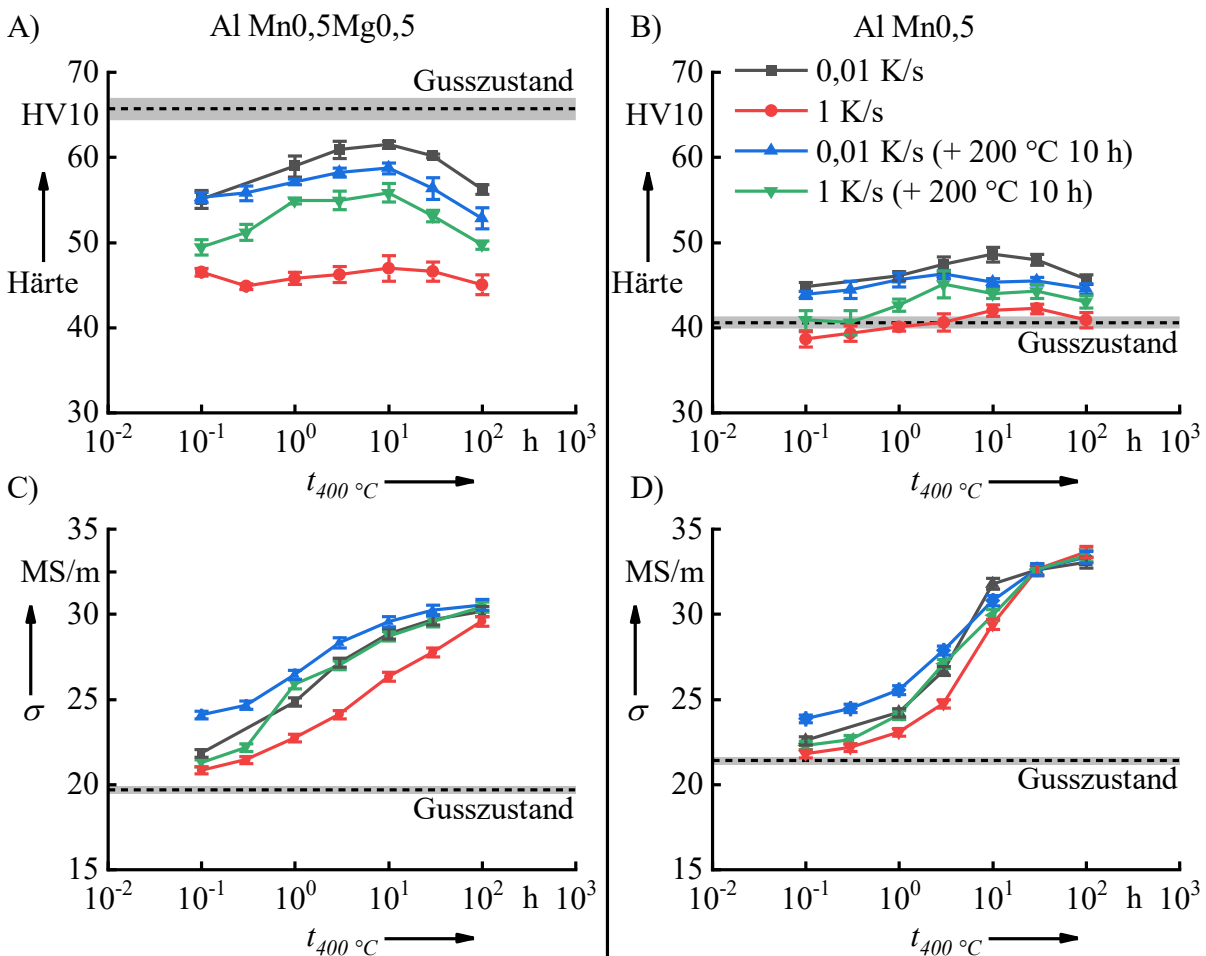 A)
Al Mn0,5Mg0,5
70
HV10
60
50
Härte
40
30
Gusszustand
10⁻²
10⁻¹
10⁰
10¹
10²
h
10³
t400 °C
B)
Al Mn0,5
70
HV10
60
50
Härte
40
30
0,01 K/s
1 K/s
0,01 K/s (+ 200 °C 10 h)
1 K/s (+ 200 °C 10 h)
Gusszustand
10⁻²
10⁻¹
10⁰
10¹
10²
h
10³
t400 °C
C)
35
MS/m
30
25
σ
20
15
Gusszustand
10⁻²
10⁻¹
10⁰
10¹
10²
h
10³
t400 °C
D)
35
MS/m
30
25
σ
20
15
Gusszustand
10⁻²
10⁻¹
10⁰
10¹
10²
h
10³
t400 °C